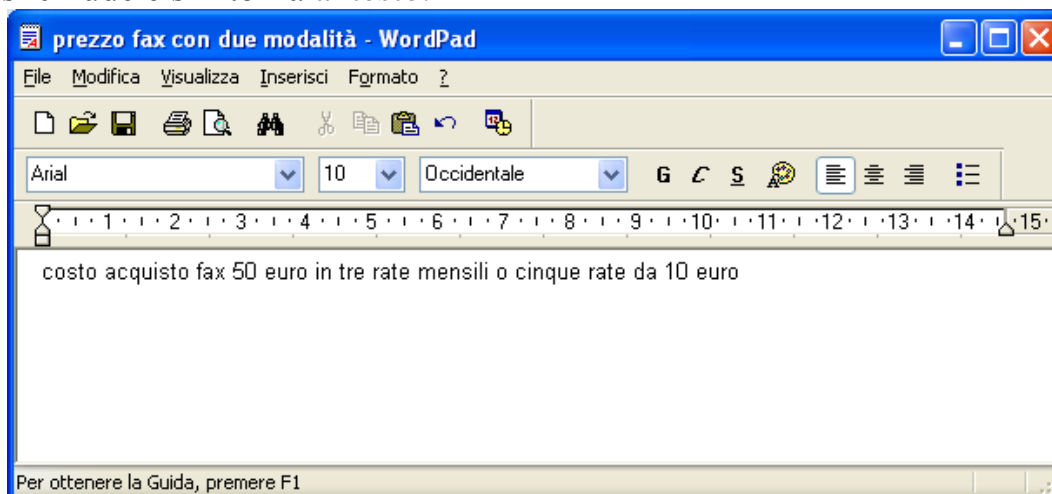 prezzo fax con due modalità - WordPad
File Modifica Visualizza Inserisci Formato ?
Arial 10 Occidentale G C S
1 2 3 4 5 6 7 8 9 10 11 12 13 14 15
costo acquisto fax 50 euro in tre rate mensili o cinque rate da 10 euro
Per ottenere la Guida, premere F1